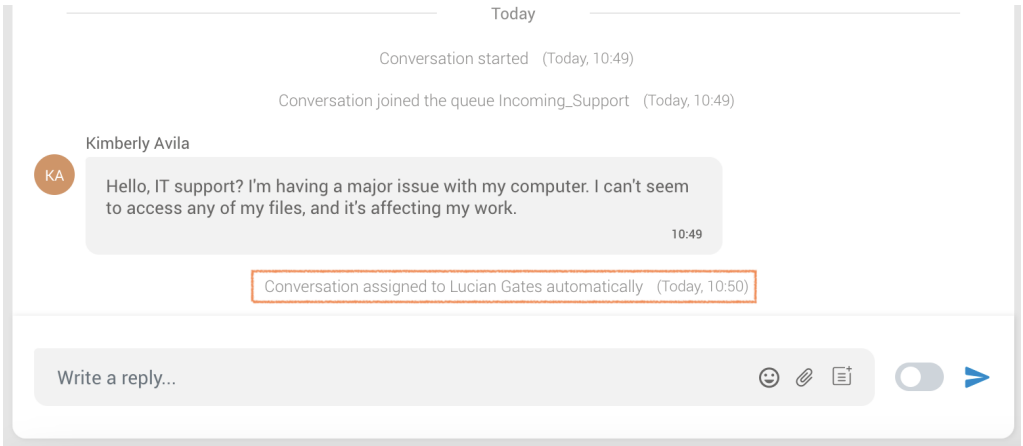 Today
Conversation started (Today, 10:49)
Conversation joined the queue Incoming_Support (Today, 10:49)
Kimberly Avila
KA
Hello, IT support? I'm having a major issue with my computer. I can't seem
to access any of my files, and it's affecting my work.
10:49
Conversation assigned to Lucian Gates automatically (Today, 10:50)
Write a reply...